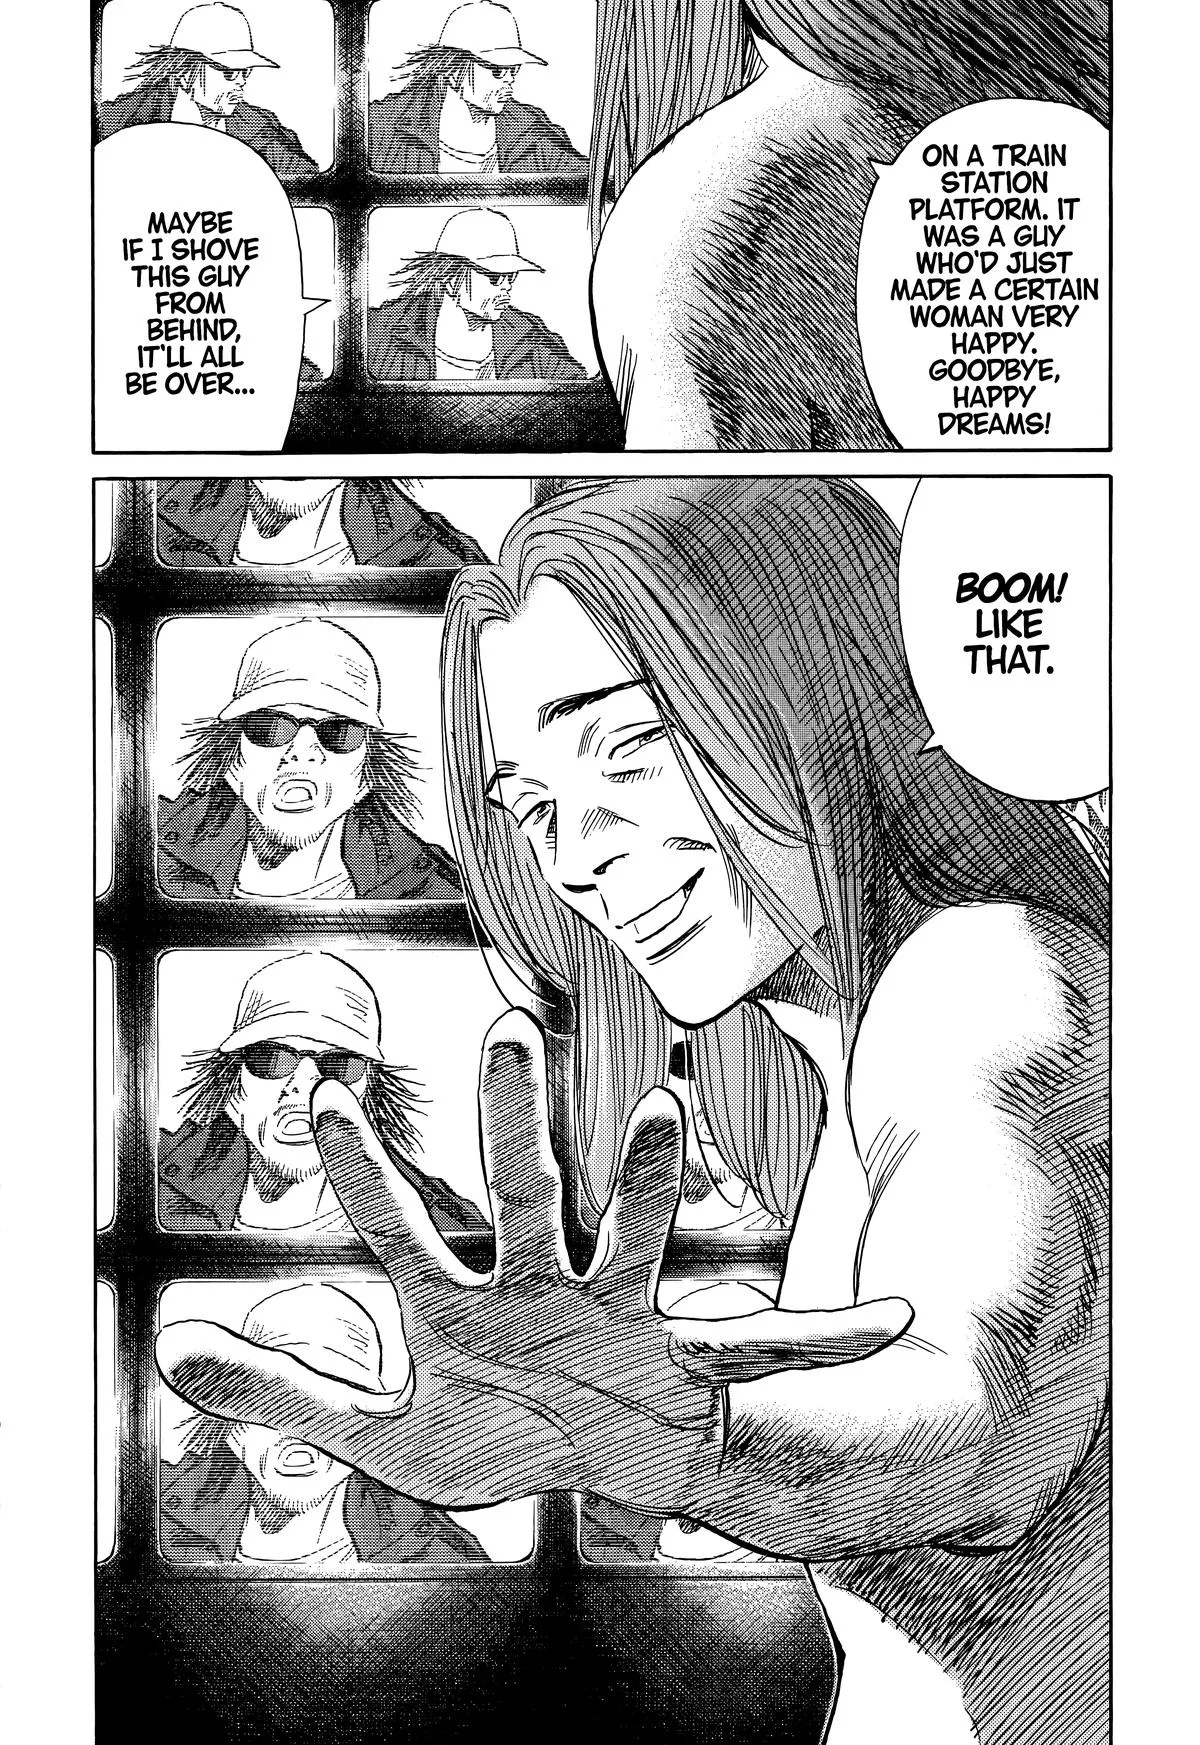 ON A TRAIN
STATION
PLATFORM. IT
WAS A GUY
WHO'D JUST
MADE A CERTAIN
WOMAN VERY
HAPPY.
GOODBYE,
HAPPY
DREAMS!
MAYBE
IF I SHOVE
THIS GUY
FROM
BEHIND,
IT'LL ALL
BE OVER...
BOOM!
LIKE
THAT.